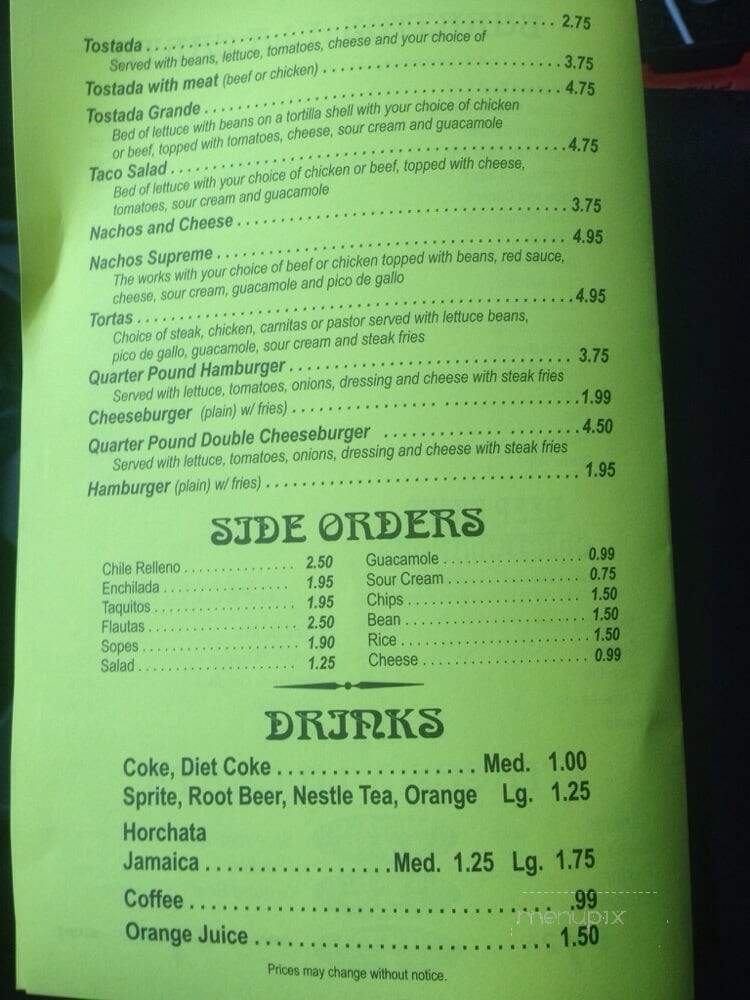 Tostada . . . . . . . . . . . . . . . . . . . . . . . . . . . . . . . . . . . . . 2.75
Served with beans, lettuce, tomatoes, cheese and your choice of
Tostada with meat (beef or chicken) . . . . . . . . . . . . . . . . . . . . . 3.75
Tostada Grande . . . . . . . . . . . . . . . . . . . . . . . . . . . . . . . . 4.75
Bed of lettuce with beans on a tortilla shell with your choice of chicken
or beef, topped with tomatoes, cheese, sour cream and guacamole
Taco Salad . . . . . . . . . . . . . . . . . . . . . . . . . . . . . . . . . . . 4.75
Bed of lettuce with your choice of chicken or beef, topped with cheese,
tomatoes, sour cream and guacamole
Nachos and Cheese . . . . . . . . . . . . . . . . . . . . . . . . . . . . . 3.75
Nachos Supreme . . . . . . . . . . . . . . . . . . . . . . . . . . . . . . 4.95
The works with your choice of beef or chicken topped with beans, red sauce,
cheese, sour cream, guacamole and pico de gallo
Tortas . . . . . . . . . . . . . . . . . . . . . . . . . . . . . . . . . . . . . . 4.95
Choice of steak, chicken, carnitas or pastor served with lettuce beans,
pico de gallo, guacamole, sour cream and steak fries
Quarter Pound Hamburger . . . . . . . . . . . . . . . . . . . . . . . . 3.75
Served with lettuce, tomatoes, onions, dressing and cheese with steak fries
Cheeseburger (plain) w/ fries) . . . . . . . . . . . . . . . . . . . . . . . . 1.99
Quarter Pound Double Cheeseburger . . . . . . . . . . . . . . . . . 4.50
Served with lettuce, tomatoes, onions, dressing and cheese with steak fries
Hamburger (plain) w/ fries) . . . . . . . . . . . . . . . . . . . . . . . . . . 1.95
SIDE ORDERS
Chile Relleno . . . . . . . . . . . . . . 2.50
Enchilada . . . . . . . . . . . . . . . . 1.95
Taquitos . . . . . . . . . . . . . . . . . 1.95
Flautas . . . . . . . . . . . . . . . . . . 2.50
Sopes . . . . . . . . . . . . . . . . . . . 1.90
Salad . . . . . . . . . . . . . . . . . . . 1.25
Guacamole . . . . . . . . . . . . . . . . . 0.99
Sour Cream . . . . . . . . . . . . . . . . 0.75
Chips . . . . . . . . . . . . . . . . . . . . . 1.50
Bean . . . . . . . . . . . . . . . . . . . . . . 1.50
Rice . . . . . . . . . . . . . . . . . . . . . . 1.50
Cheese . . . . . . . . . . . . . . . . . . . . 0.99
DRINKS
Coke, Diet Coke . . . . . . . . . . . . . . . . . . Med. 1.00
Sprite, Root Beer, Nestle Tea, Orange Lg. 1.25
Horchata
Jamaica . . . . . . . . . . . . . . . . . Med. 1.25 Lg. 1.75
Coffee . . . . . . . . . . . . . . . . . . . . . . . . . . . . . . . . . . .99
menupix
Orange Juice . . . . . . . . . . . . . . . . . . . . . . . . . . . 1.50
Prices may change without notice.